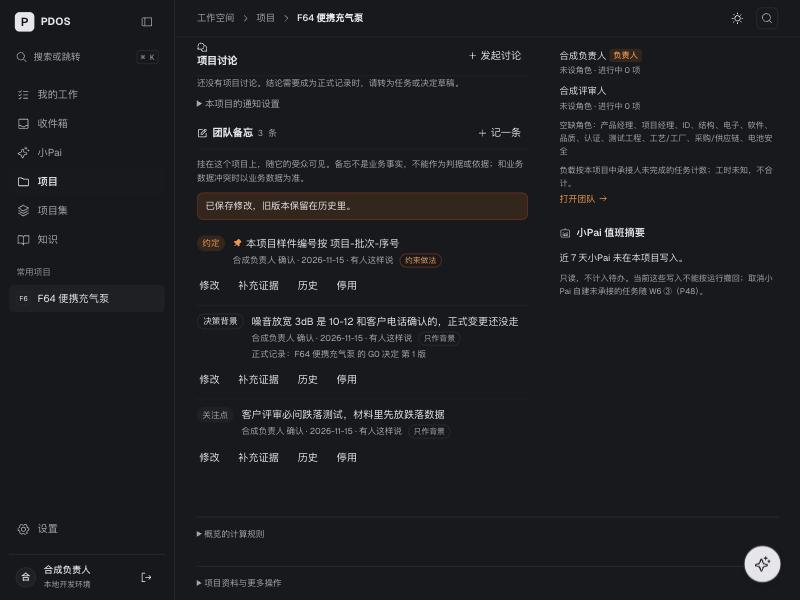 P PDOS
搜索或跳转 ⌘ K
我的工作
收件箱
小Pai
项目
项目集
知识
常用项目
F6 F64 便携充气泵
设置
合 合成负责人
本地开发环境
工作空间 > 项目 > F64 便携充气泵
项目讨论
+ 发起讨论
还没有项目讨论。结论需要成为正式记录时，请转为任务或决定草稿。
▶ 本项目的通知设置
团队备忘 3 条
+ 记一条
挂在这个项目上，随它的受众可见。备忘不是业务事实，不能作为判据或依据；和业务
数据冲突时以业务数据为准。
已保存修改，旧版本保留在历史里。
约定 本项目样件编号按 项目-批次-序号
合成负责人 确认 · 2026-11-15 · 有人这样说 约束做法
修改 补充证据 历史 停用
决策背景 噪音放宽 3dB 是 10-12 和客户电话确认的，正式变更还没走
合成负责人 确认 · 2026-11-15 · 有人这样说 只作背景
正式记录：F64 便携充气泵 的 G0 决定 第 1 版
修改 补充证据 历史 停用
关注点 客户评审必问跌落测试，材料里先放跌落数据
合成负责人 确认 · 2026-11-15 · 有人这样说 只作背景
修改 补充证据 历史 停用
▶ 概览的计算规则
▶ 项目资料与更多操作
合成负责人 负责人
未设角色 · 进行中 0 项
合成评审人
未设角色 · 进行中 0 项
空缺角色：产品经理、项目经理、ID、结构、电子、软件、
品质、认证、测试工程、工艺/工厂、采购/供应链、电池安
全
负载按本项目中承接人未完成的任务计数；工时未知，不合
计。
打开团队 →
小Pai 值班摘要
近 7 天小Pai 未在本项目写入。
只读，不计入待办。当前这些写入不能按运行撤回；取消小
Pai 自建未承接的任务随 W6 ③（P48）。